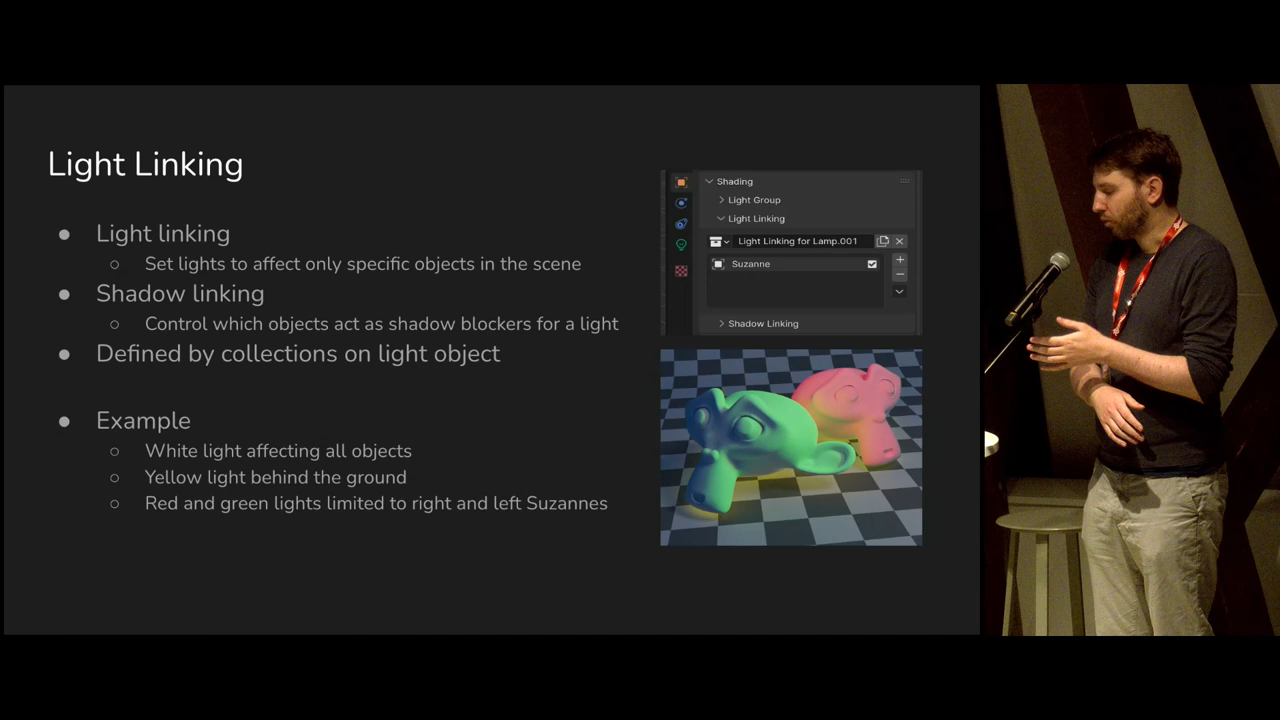 Light Linking
● Light linking
○ Set lights to affect only specific objects in the scene
● Shadow linking
○ Control which objects act as shadow blockers for a light
● Defined by collections on light object
● Example
○ White light affecting all objects
○ Yellow light behind the ground
○ Red and green lights limited to right and left Suzannes
Shading
Light Group
Light Linking
Light Linking for Lamp.001
Suzanne
Shadow Linking